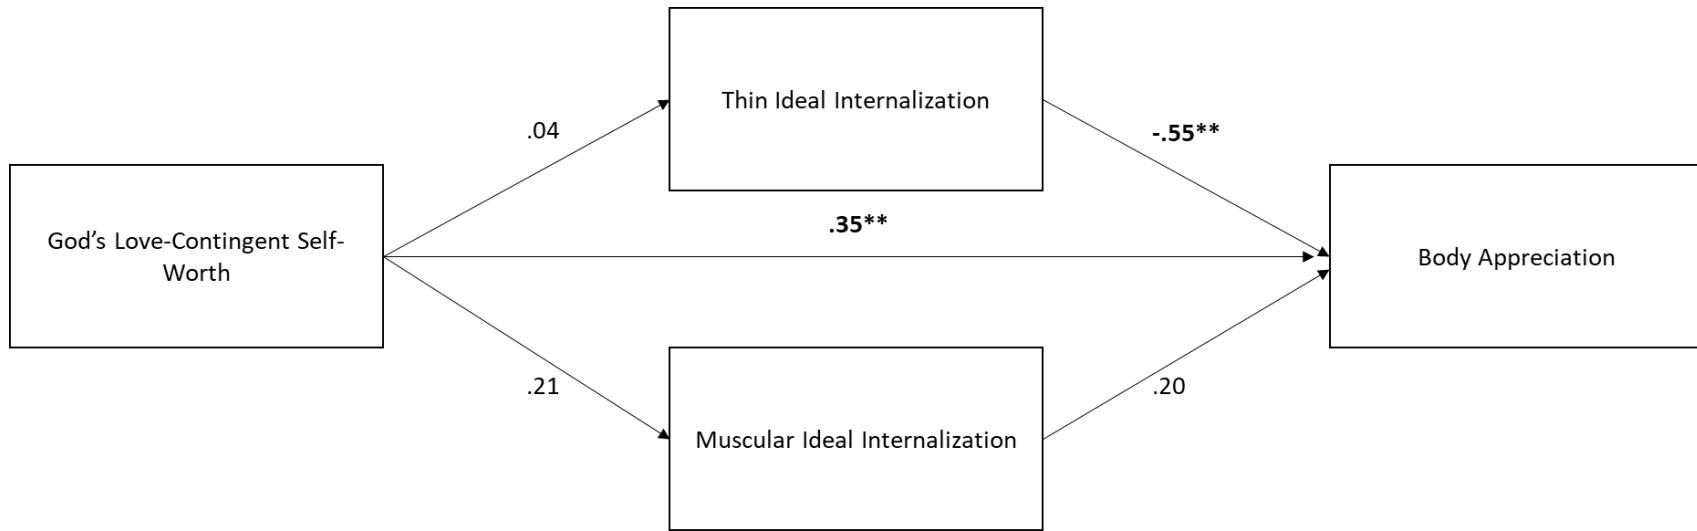 Thin Ideal Internalization
.04
-.55**
.35**
God’s Love-Contingent Self-
Worth
Body Appreciation
.21
.20
Muscular Ideal Internalization